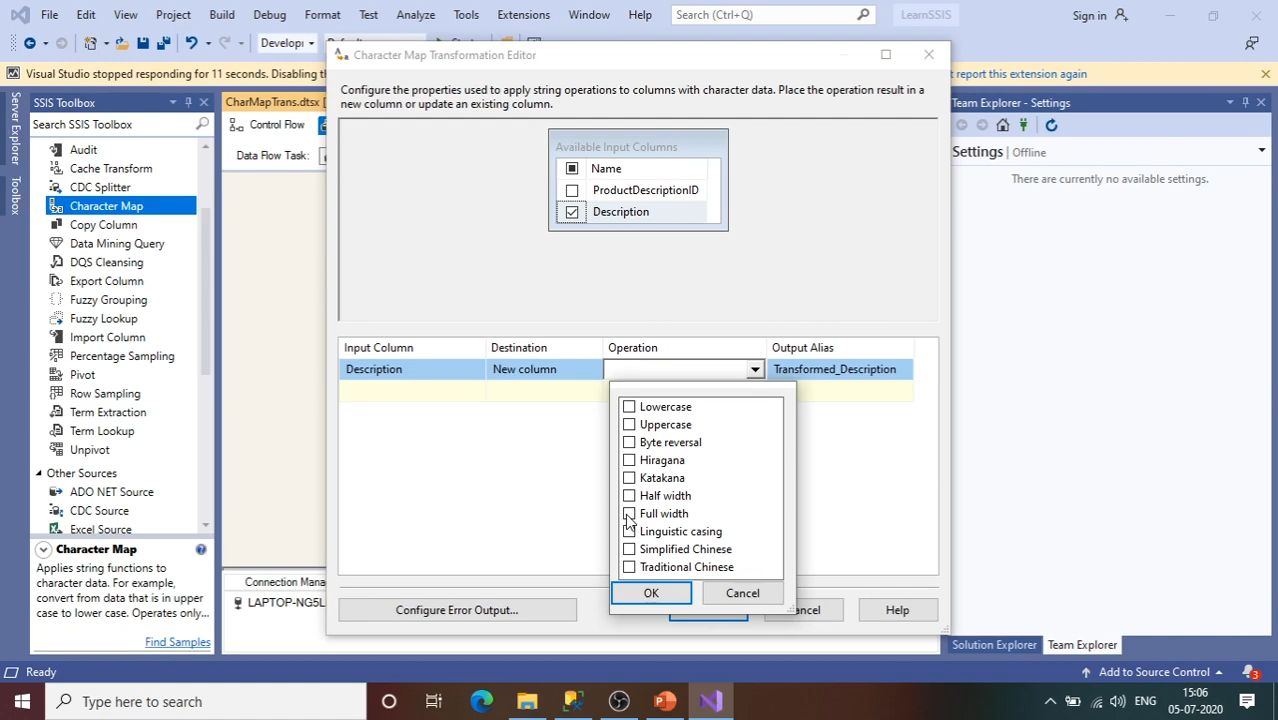 File Edit View Project Build Debug Format Test Analyze Tools Extensions Window Help Search (Ctrl+Q) LearnSSIS Sign in
Developi
Character Map Transformation Editor
Visual Studio stopped responding for 11 seconds. Disabling th
t report this extension again
Configure the properties used to apply string operations to columns with character data. Place the operation result in a
new column or update an existing column.
Server Explorer
Toolbox
SSIS Toolbox
Search SSIS Toolbox
Audit
Cache Transform
CDC Splitter
Character Map
Copy Column
Data Mining Query
DQS Cleansing
Export Column
Fuzzy Grouping
Fuzzy Lookup
Import Column
Percentage Sampling
Pivot
Row Sampling
Term Extraction
Term Lookup
Unpivot
Other Sources
ADO NET Source
CDC Source
Excel Source
Character Map
Applies string functions to
character data. For example,
convert from data that is in upper
case to lower case. Operates only...
Find Samples
CharMapTrans.dtsx [
Control Flow
Data Flow Task:
Connection Mana
LAPTOP-NG5L
Available Input Columns
Name
ProductDescriptionID
Description
Input Column Destination Operation Output Alias
Description New column Transformed_Description
Lowercase
Uppercase
Byte reversal
Hiragana
Katakana
Half width
Full width
Linguistic casing
Simplified Chinese
Traditional Chinese
OK Cancel
Configure Error Output... ancel Help
Team Explorer - Settings
Settings | Offline
There are currently no available settings.
Solution Explorer Team Explorer
Ready
Add to Source Control
3
Type here to search
ENG
15:06
05-07-2020